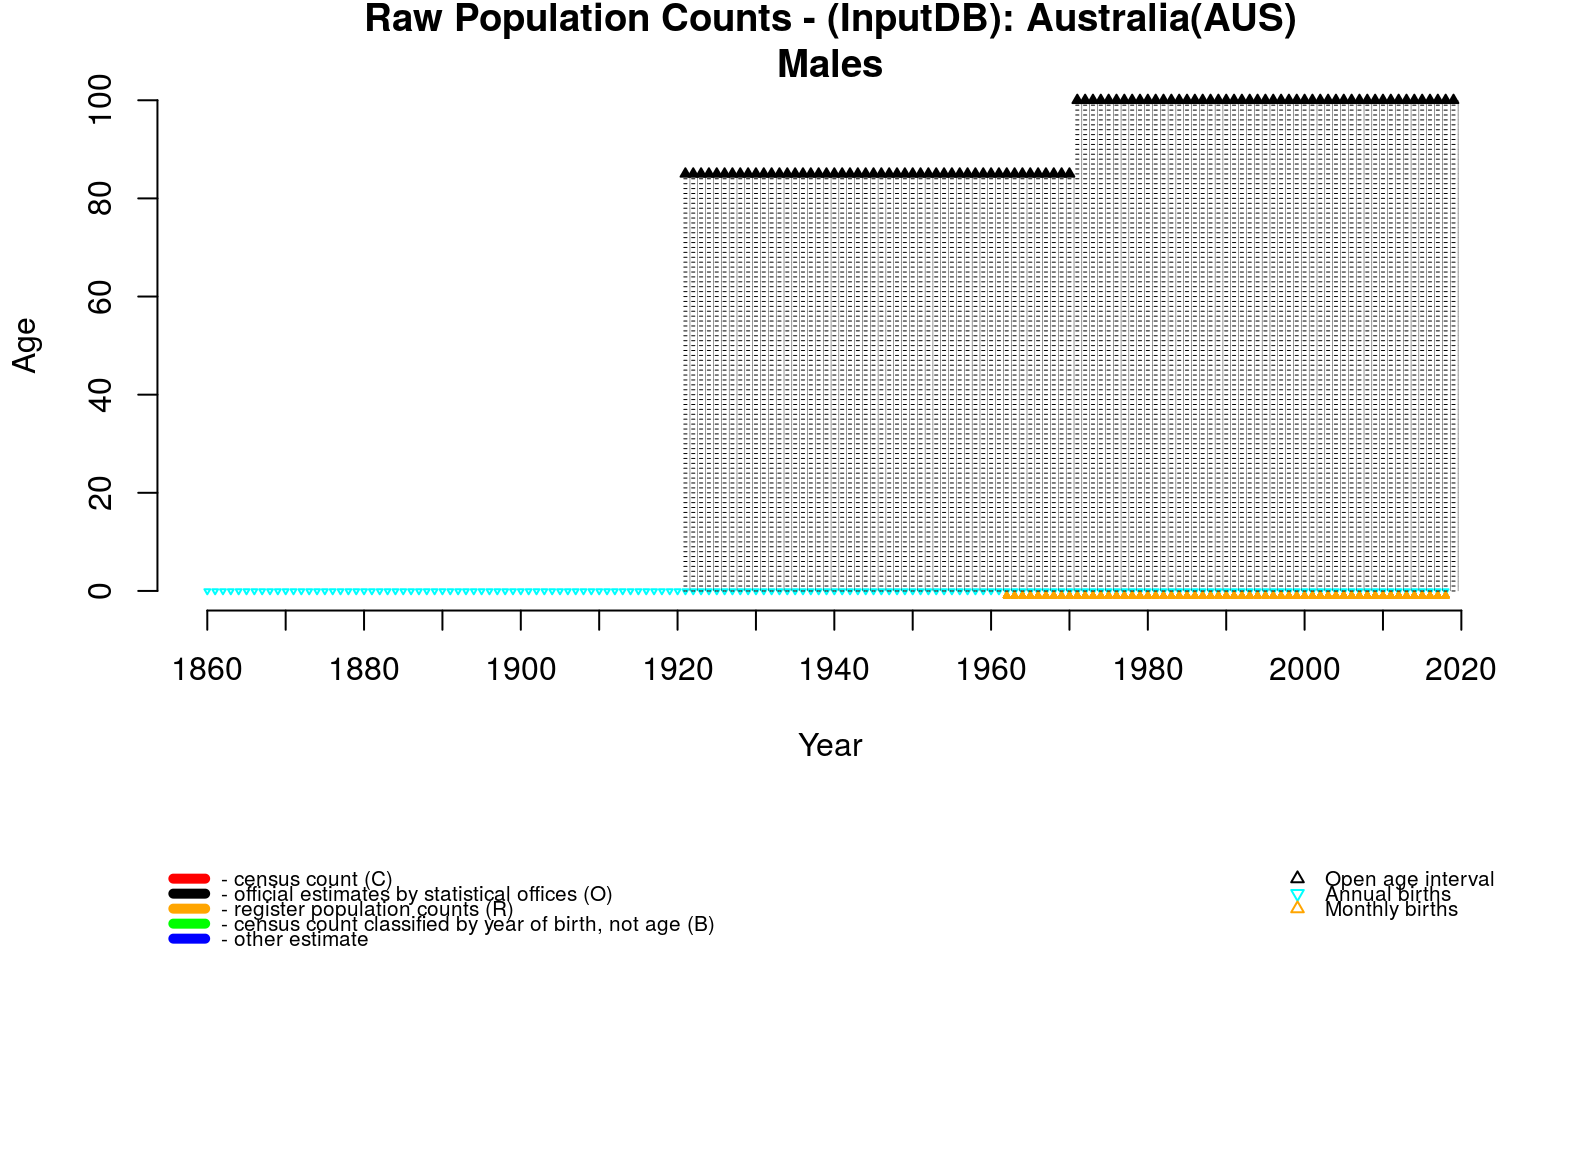 Raw Population Counts - (InputDB): Australia(AUS)
Males
100
80
60
40
20
0
Age
1860 1880 1900 1920 1940 1960 1980 2000 2020
Year
- census count (C)
- official estimates by statistical offices (O)
- register population counts (R)
- census count classified by year of birth, not age (B)
- other estimate
Open age interval
Annual births
Monthly births